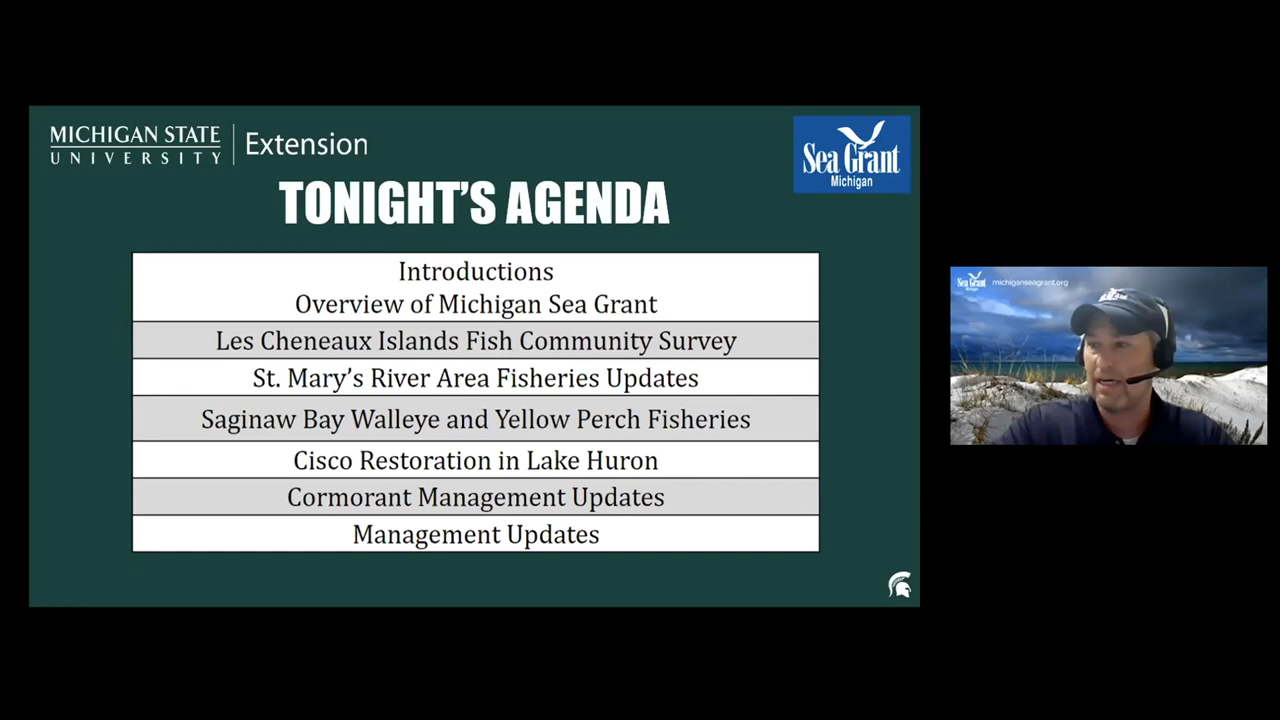 MICHIGAN STATE
UNIVERSITY
Extension
Sea Grant
Michigan
TONIGHT'S AGENDA
Introductions
Overview of Michigan Sea Grant
Les Cheneaux Islands Fish Community Survey
St. Mary's River Area Fisheries Updates
Saginaw Bay Walleye and Yellow Perch Fisheries
Cisco Restoration in Lake Huron
Cormorant Management Updates
Management Updates
Sea Grant
michiganseagrant.org